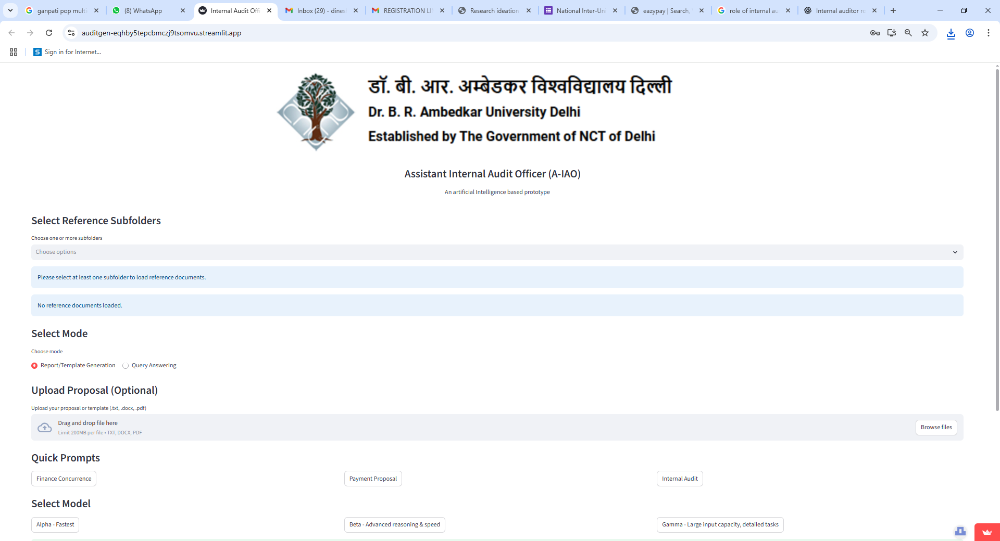 ganpati pop multi
(8) WhatsApp
Internal Audit Offi
Inbox (29) - dines
REGISTRATION LI
Research ideation
National Inter-Uni
eazypay | Search,
role of internal au
Internal auditor ro
auditgen-eqhby5tepcbmczj9tsomvu.streamlit.app
Sign in for Internet...
डॉ. बी. आर. अम्बेडकर विश्वविद्यालय दिल्ली
Dr. B. R. Ambedkar University Delhi
Established by The Government of NCT of Delhi
Assistant Internal Audit Officer (A-IAO)
An artificial Intelligence based prototype
Select Reference Subfolders
Choose one or more subfolders
Choose options
Please select at least one subfolder to load reference documents.
No reference documents loaded.
Select Mode
Choose mode
Report/Template Generation Query Answering
Upload Proposal (Optional)
Upload your proposal or template (.txt, .docx, .pdf)
Drag and drop file here
Limit 200MB per file • TXT, DOCX, PDF
Browse files
Quick Prompts
Finance Concurrence Payment Proposal Internal Audit
Select Model
Alpha - Fastest Beta - Advanced reasoning & speed Gamma - Large input capacity, detailed tasks